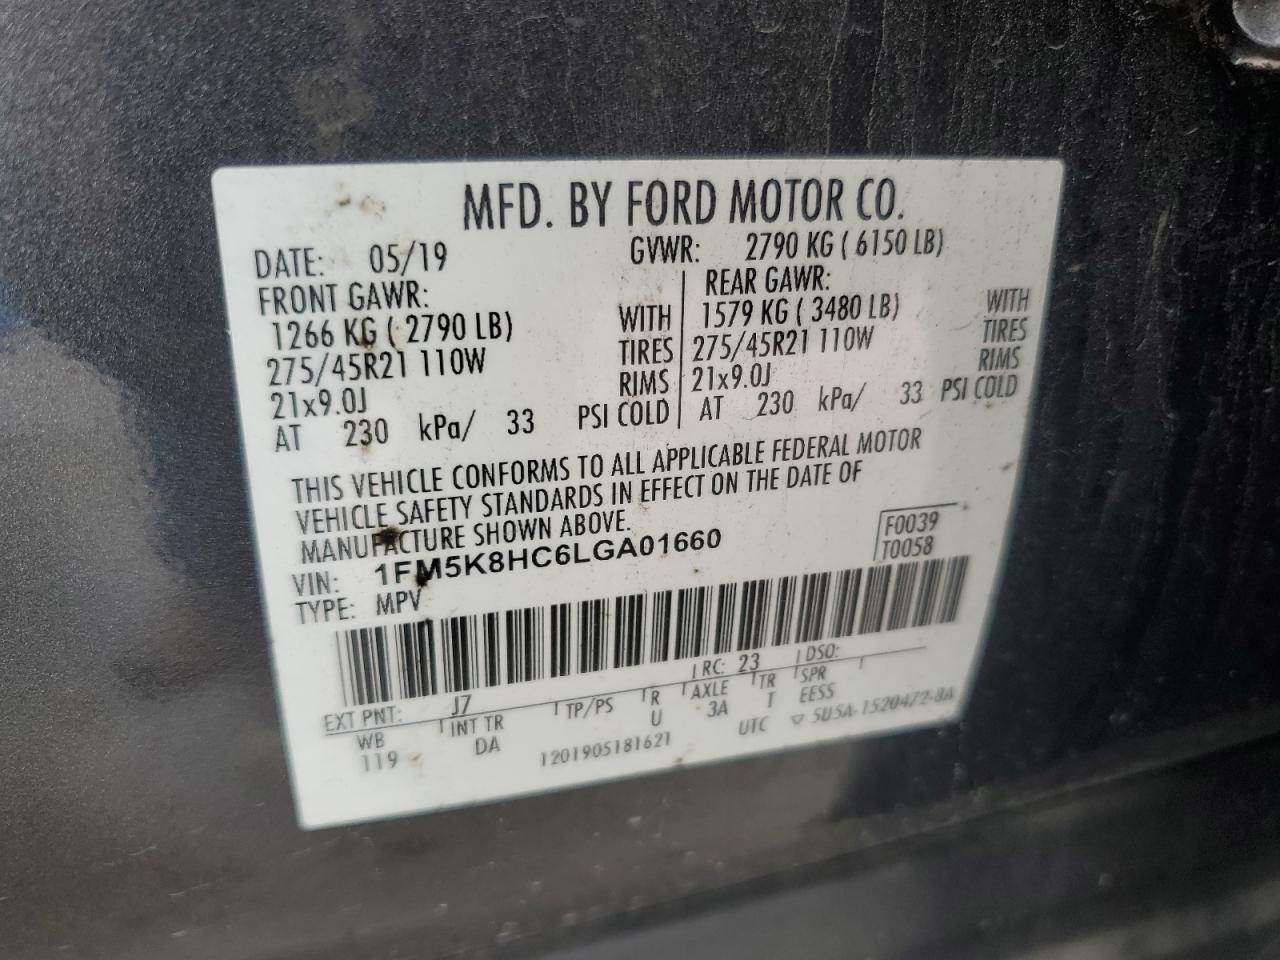 MFD. BY FORD MOTOR CO.
DATE: 05/19 GVWR: 2790 KG ( 6150 LB)
FRONT GAWR: REAR GAWR:
1266 KG ( 2790 LB) WITH 1579 KG ( 3480 LB) WITH
275/45R21 110W TIRES 275/45R21 110W TIRES
21x9.0J RIMS 21x9.0J RIMS
AT 230 kPa/ 33 PSI COLD AT 230 kPa/ 33 PSI COLD
THIS VEHICLE CONFORMS TO ALL APPLICABLE FEDERAL MOTOR
VEHICLE SAFETY STANDARDS IN EFFECT ON THE DATE OF
MANUFACTURE SHOWN ABOVE.
F0039
T0058
VIN: 1FM5K8HC6LGA01660
TYPE: MPV
EXT PNT: J7 RC: 23 DSO:
WB INT TR TP/PS R AXLE TR SPR
119 DA U 3A T EESS
1201905181621 UTC ▽ 5U5A-1520472-BA